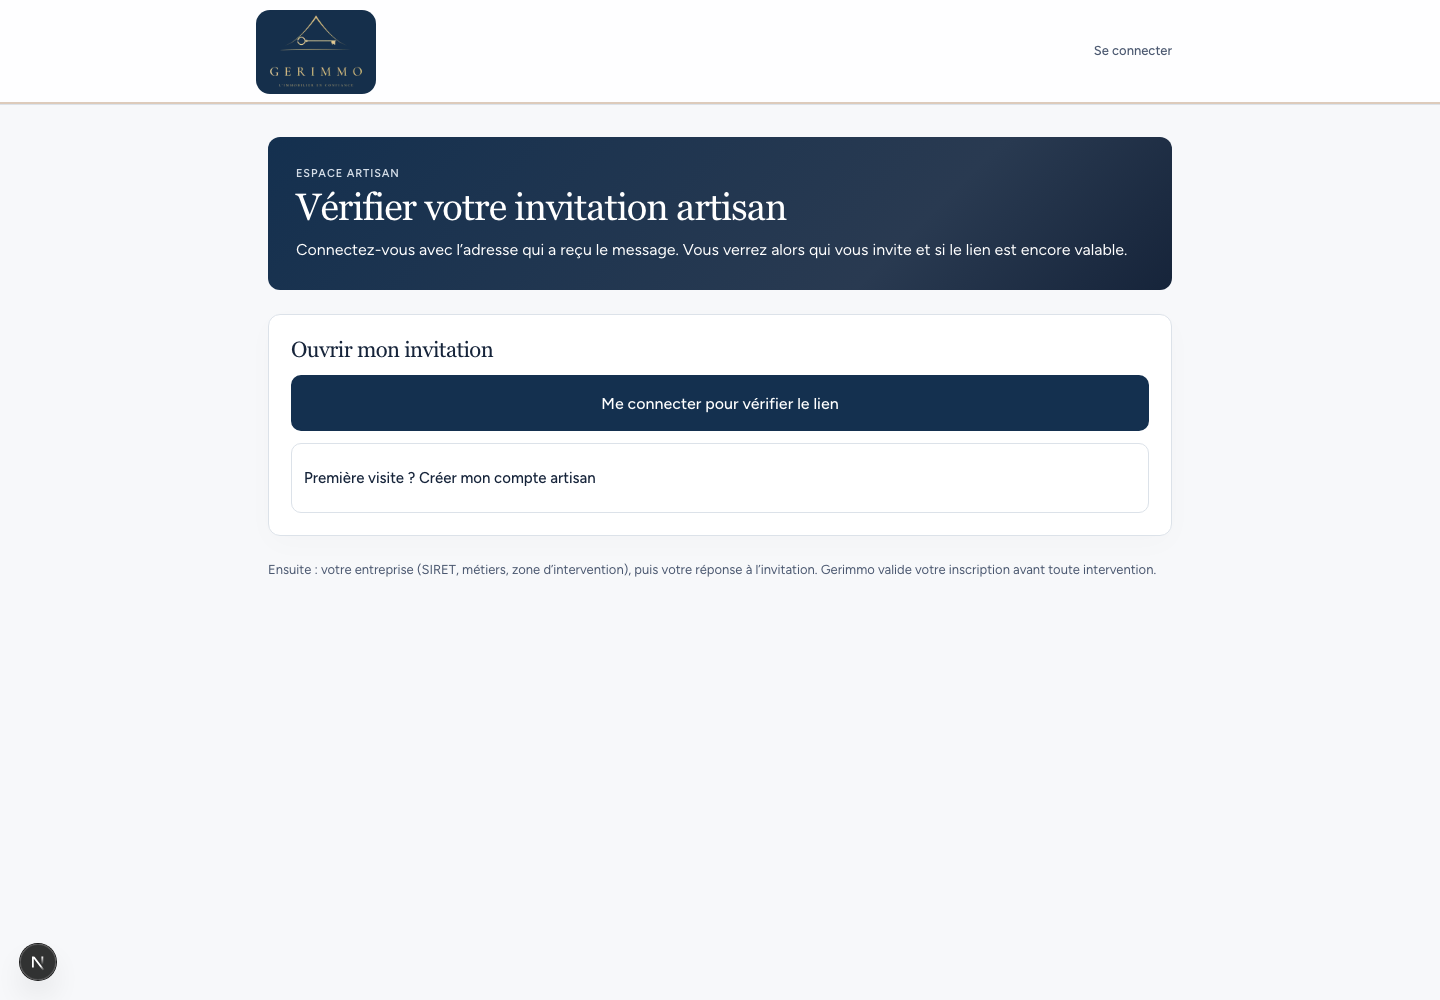 GERIMMO
L'IMMOBILIER DE CONFIANCE
Se connecter
ESPACE ARTISAN
Vérifier votre invitation artisan
Connectez-vous avec l’adresse qui a reçu le message. Vous verrez alors qui vous invite et si le lien est encore valable.
Ouvrir mon invitation
Me connecter pour vérifier le lien
Première visite ? Créer mon compte artisan
Ensuite : votre entreprise (SIRET, métiers, zone d’intervention), puis votre réponse à l’invitation. Gerimmo valide votre inscription avant toute intervention.
N